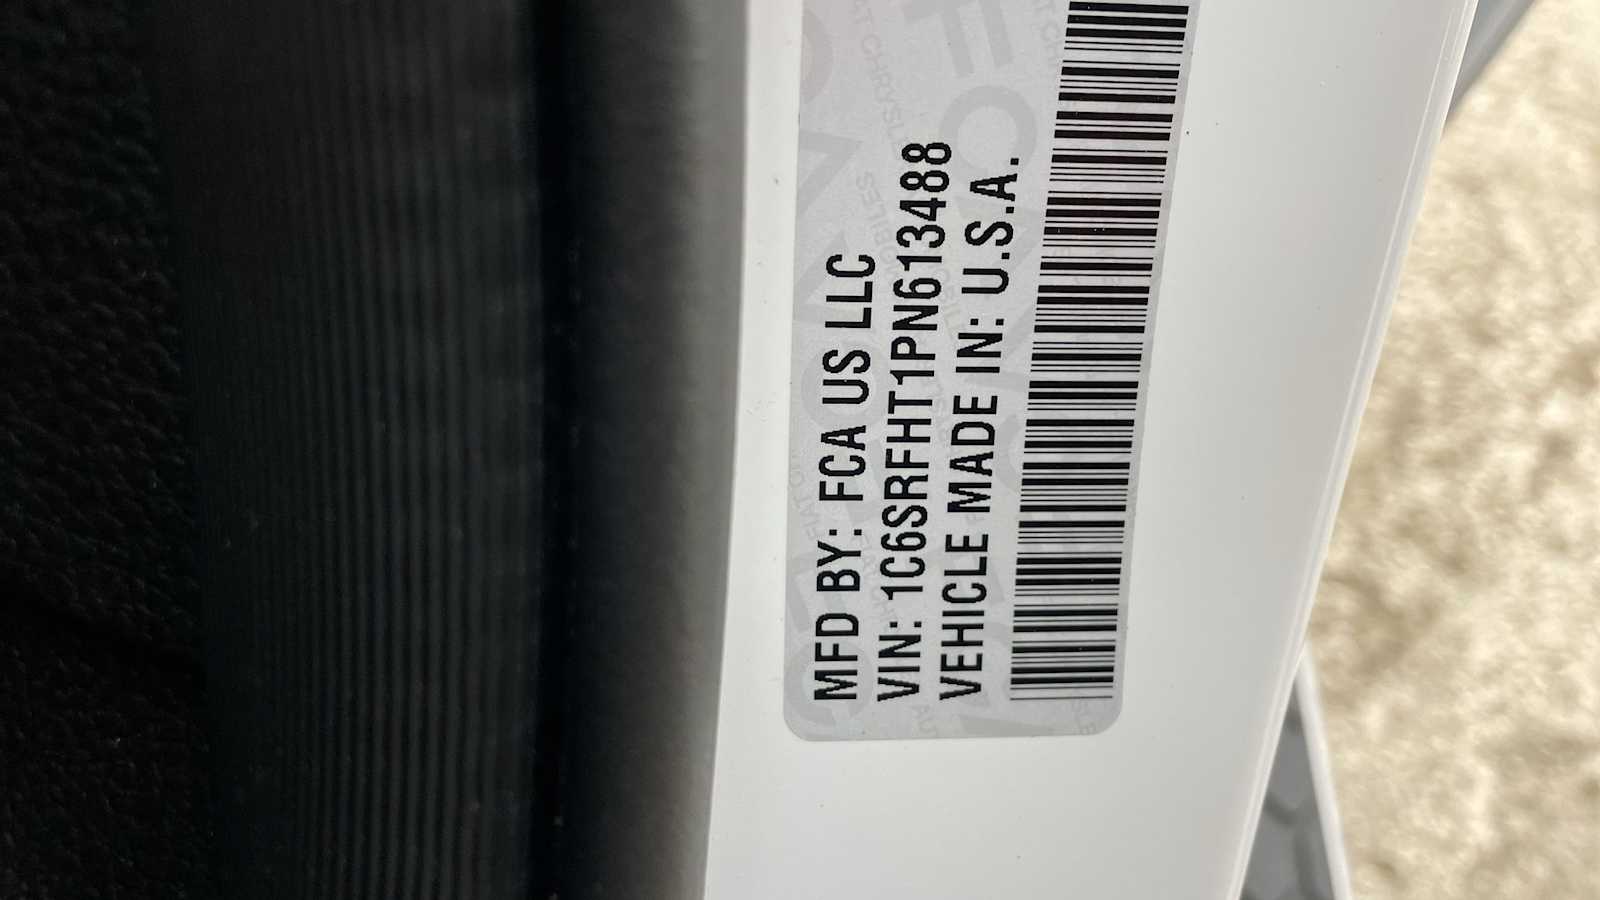 MFD BY: FCA US LLC
VIN: 1C6SRFHT1PN613488
VEHICLE MADE IN: U.S.A.